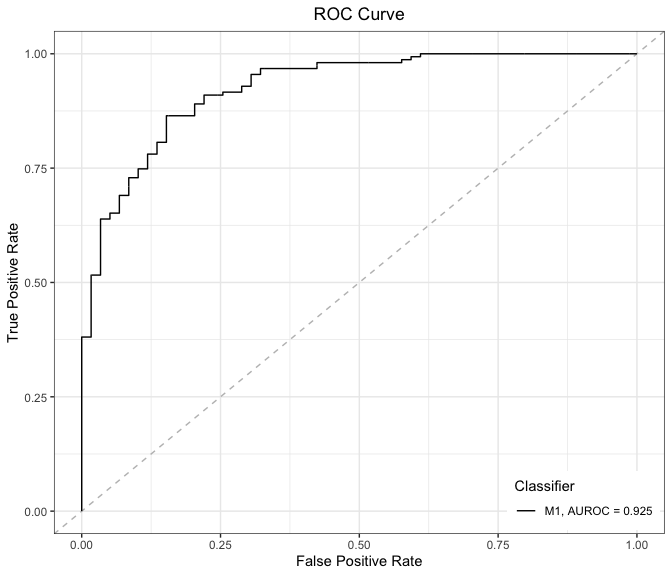 ROC Curve
True Positive Rate
1.00
0.75
0.50
0.25
0.00
Classifier
M1, AUROC = 0.925
0.00 0.25 0.50 0.75 1.00
False Positive Rate